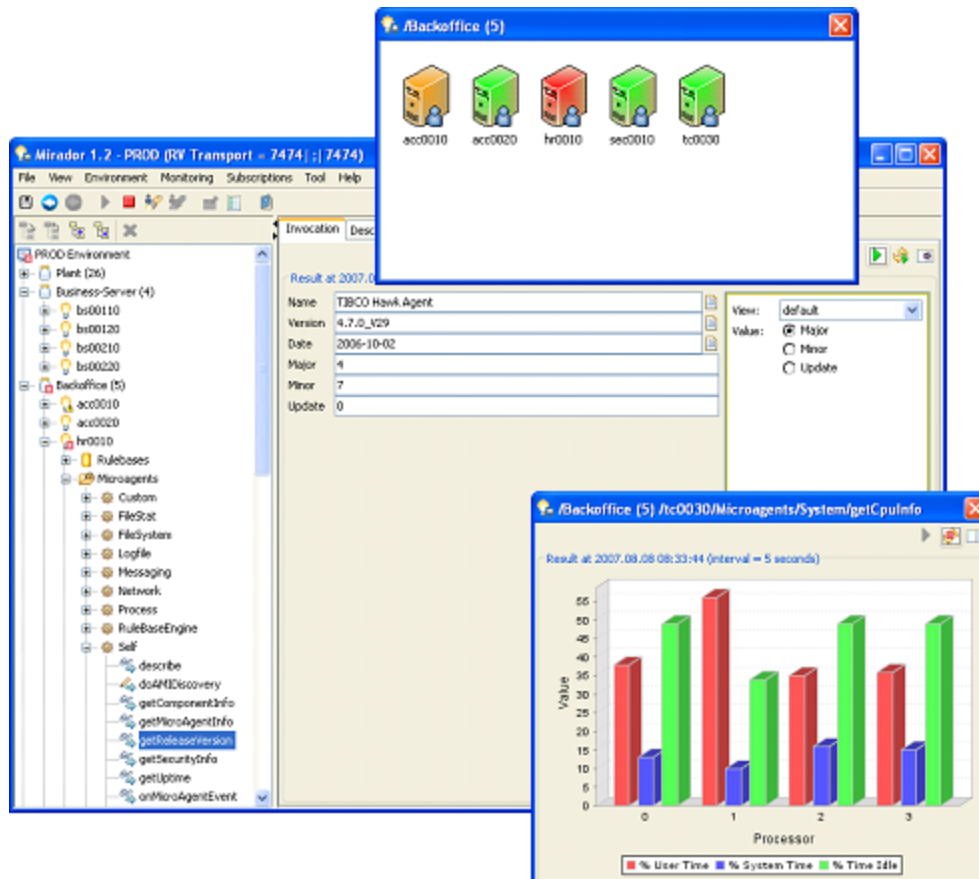 /Backoffice (5)
acc0010 acc0020 hr0010 sec0010 tc0030
Mirador 1.2 - PROD (RV Transport = 7474| ;| 7474)
File View Environment Monitoring Subscriptions Tool Help
Invocation Desc
PROD Environment
Plant (26)
Business-Server (4)
bs00110
bs00120
bs00210
bs00220
Backoffice (5)
acc0010
acc0020
hr0010
Rulebases
Microagents
Custom
FileStat
FileSystem
Logfile
Messaging
Network
Process
RuleBaseEngine
Self
describe
doAMIDiscovery
getComponentInfo
getMicroAgentInfo
getReleaseVersion
getSecurityInfo
getUptime
onMicroAgentEvent
Result at 2007.0
Name TIBCO Hawk Agent
Version 4.7.0_V29
Date 2006-10-02
Major 4
Minor 7
Update 0
View: default
Value: Major
Minor
Update
/Backoffice (5) /tc0030/Microagents/System/getCpuInfo
Result at 2007.08.08 08:33:44 (interval = 5 seconds)
Value
55
50
45
40
35
30
25
20
15
10
5
0
0 1 2 3
Processor
% User Time % System Time % Time Idle